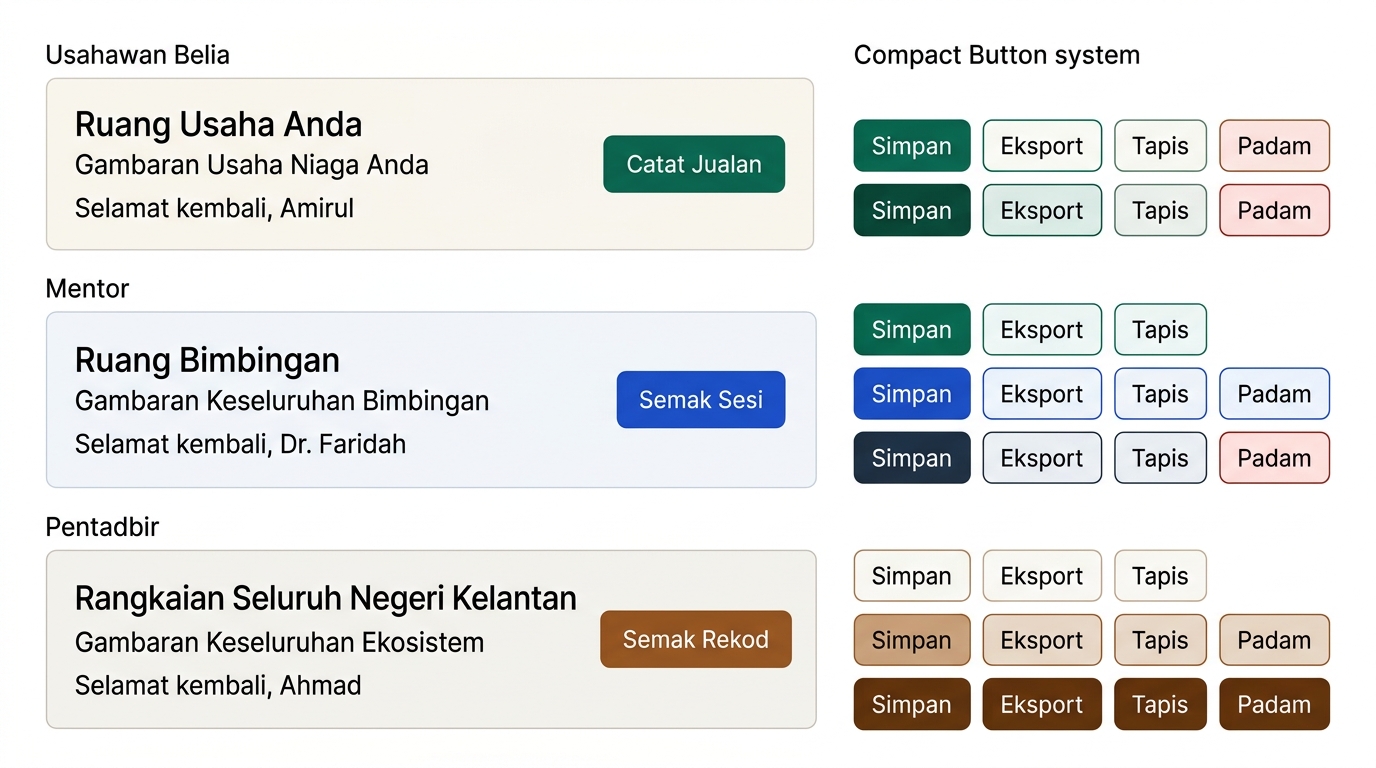 Usahawan Belia
Ruang Usaha Anda
Gambaran Usaha Niaga Anda
Selamat kembali, Amirul
Catat Jualan
Mentor
Ruang Bimbingan
Gambaran Keseluruhan Bimbingan
Selamat kembali, Dr. Faridah
Semak Sesi
Pentadbir
Rangkaian Seluruh Negeri Kelantan
Gambaran Keseluruhan Ekosistem
Selamat kembali, Ahmad
Semak Rekod
Compact Button system
Simpan Eksport Tapis Padam
Simpan Eksport Tapis Padam
Simpan Eksport Tapis
Simpan Eksport Tapis Padam
Simpan Eksport Tapis Padam
Simpan Eksport Tapis
Simpan Eksport Tapis Padam
Simpan Eksport Tapis Padam